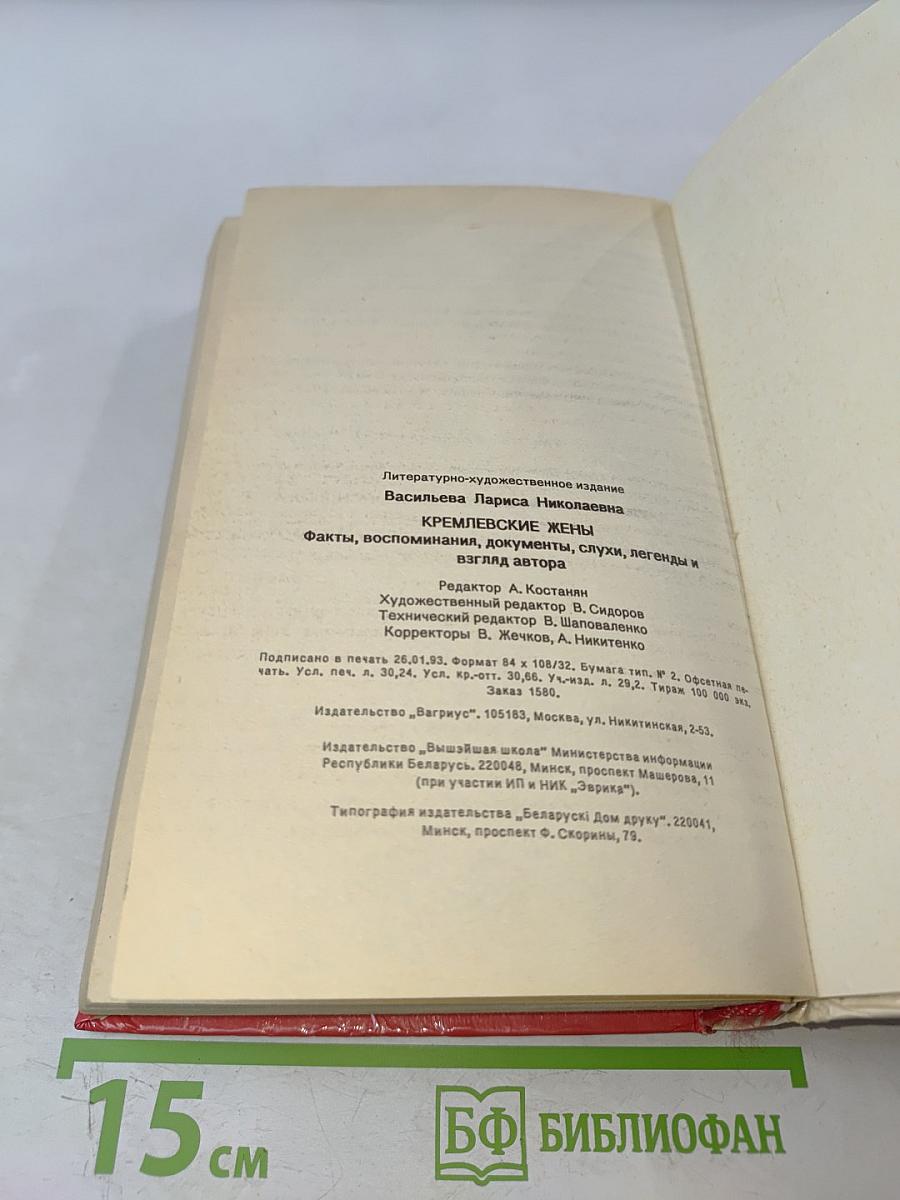 Литературно-художественное издание
Васильева Лариса Николаевна
КРЕМЛЕВСКИЕ ЖЕНЫ
Факты, воспоминания, документы, слухи, легенды и
взгляд автора
Редактор А. Костанян
Художественный редактор В. Сидоров
Технический редактор В. Шаповаленко
Корректоры В. Жечков, А. Никитенко
Подписано в печать 26.01.93. Формат 84 x 108/32. Бумага тип. № 2. Офсетная пе-
чать. Усл. печ. л. 30,24. Усл. кр.-отт. 30,66. Уч.-изд. л. 29,2. Тираж 100 000 экз.
Заказ 1580.
Издательство „Вагриус". 105183, Москва, ул. Никитинская, 2-53.
Издательство „Вышэйшая школа" Министерства информации
Республики Беларусь. 220048, Минск, проспект Машерова, 11
(при участии ИП и НИК „Эврика").
Типография издательства „Беларускі Дом друку". 220041,
Минск, проспект Ф. Скорины, 79.
15 см
БФ БИБЛИОФАН